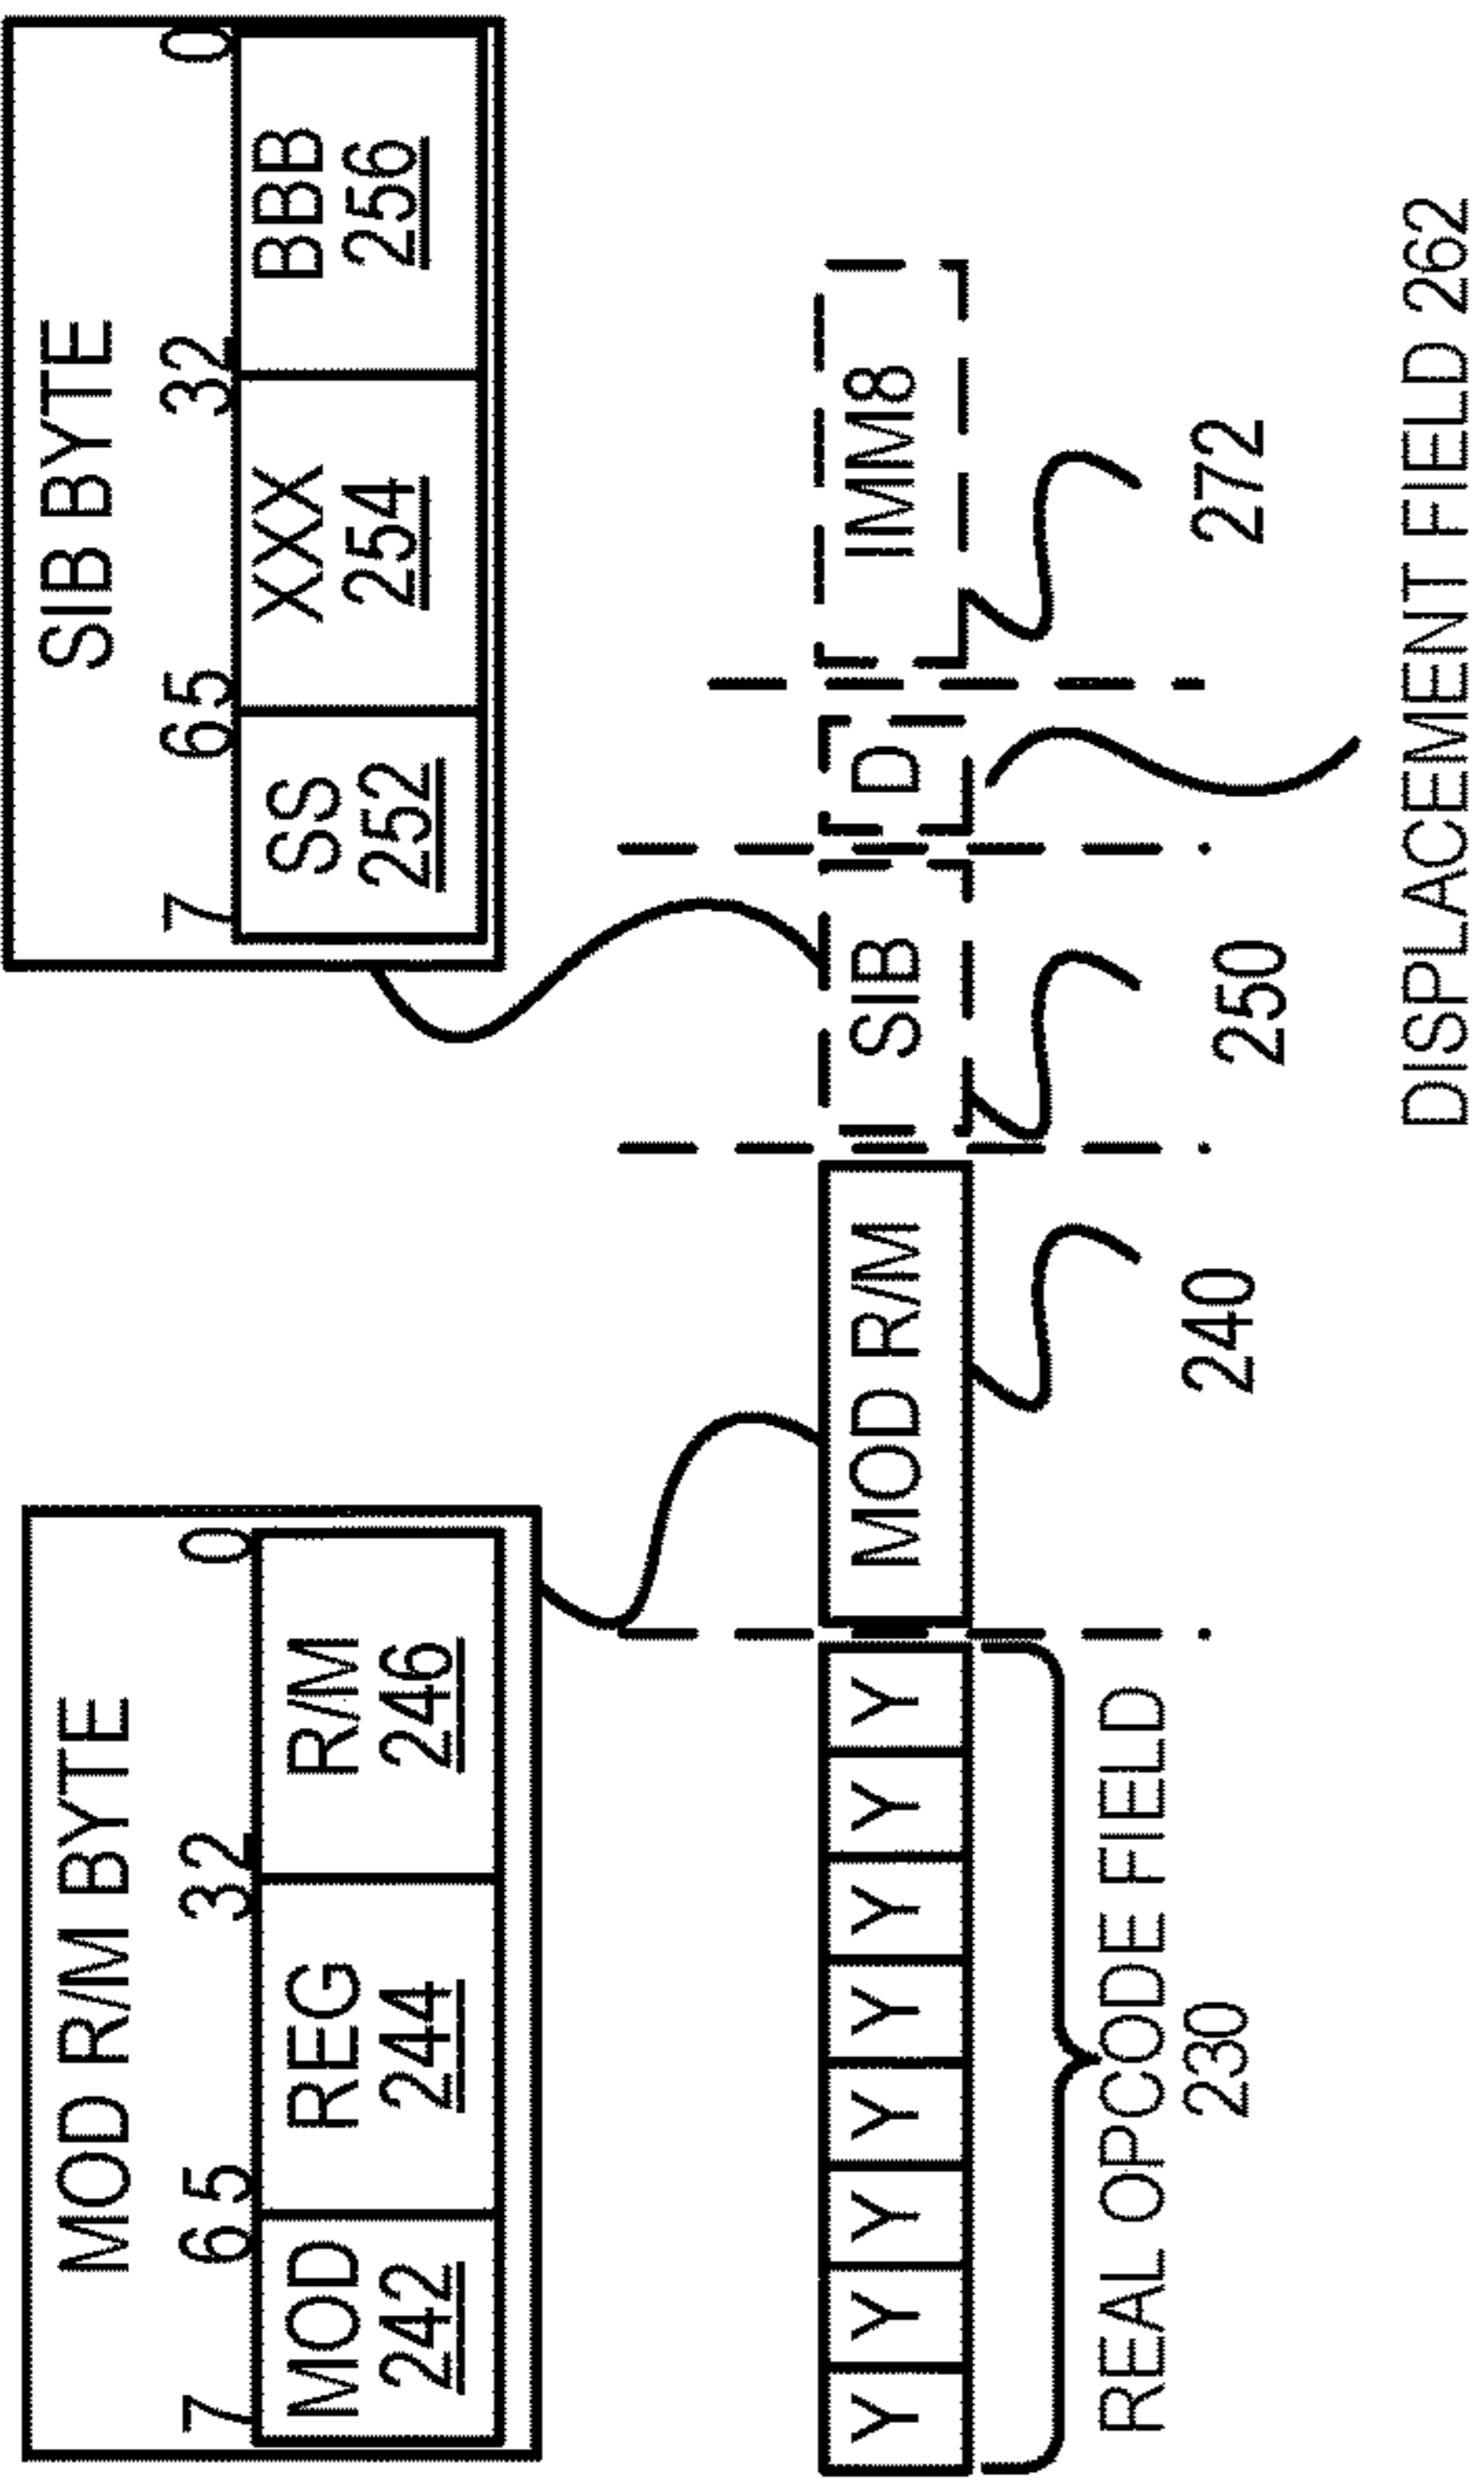 MOD R/M BYTE
7 6 5 3 2 0
MOD REG R/M
242 244 246
SIB BYTE
7 6 5 3 2 0
SS XXX BBB
252 254 256
Y Y Y Y Y Y Y Y MOD R/M SIB D IMM8
REAL OPCODE FIELD
230
240
250
272
DISPLACEMENT FIELD 262